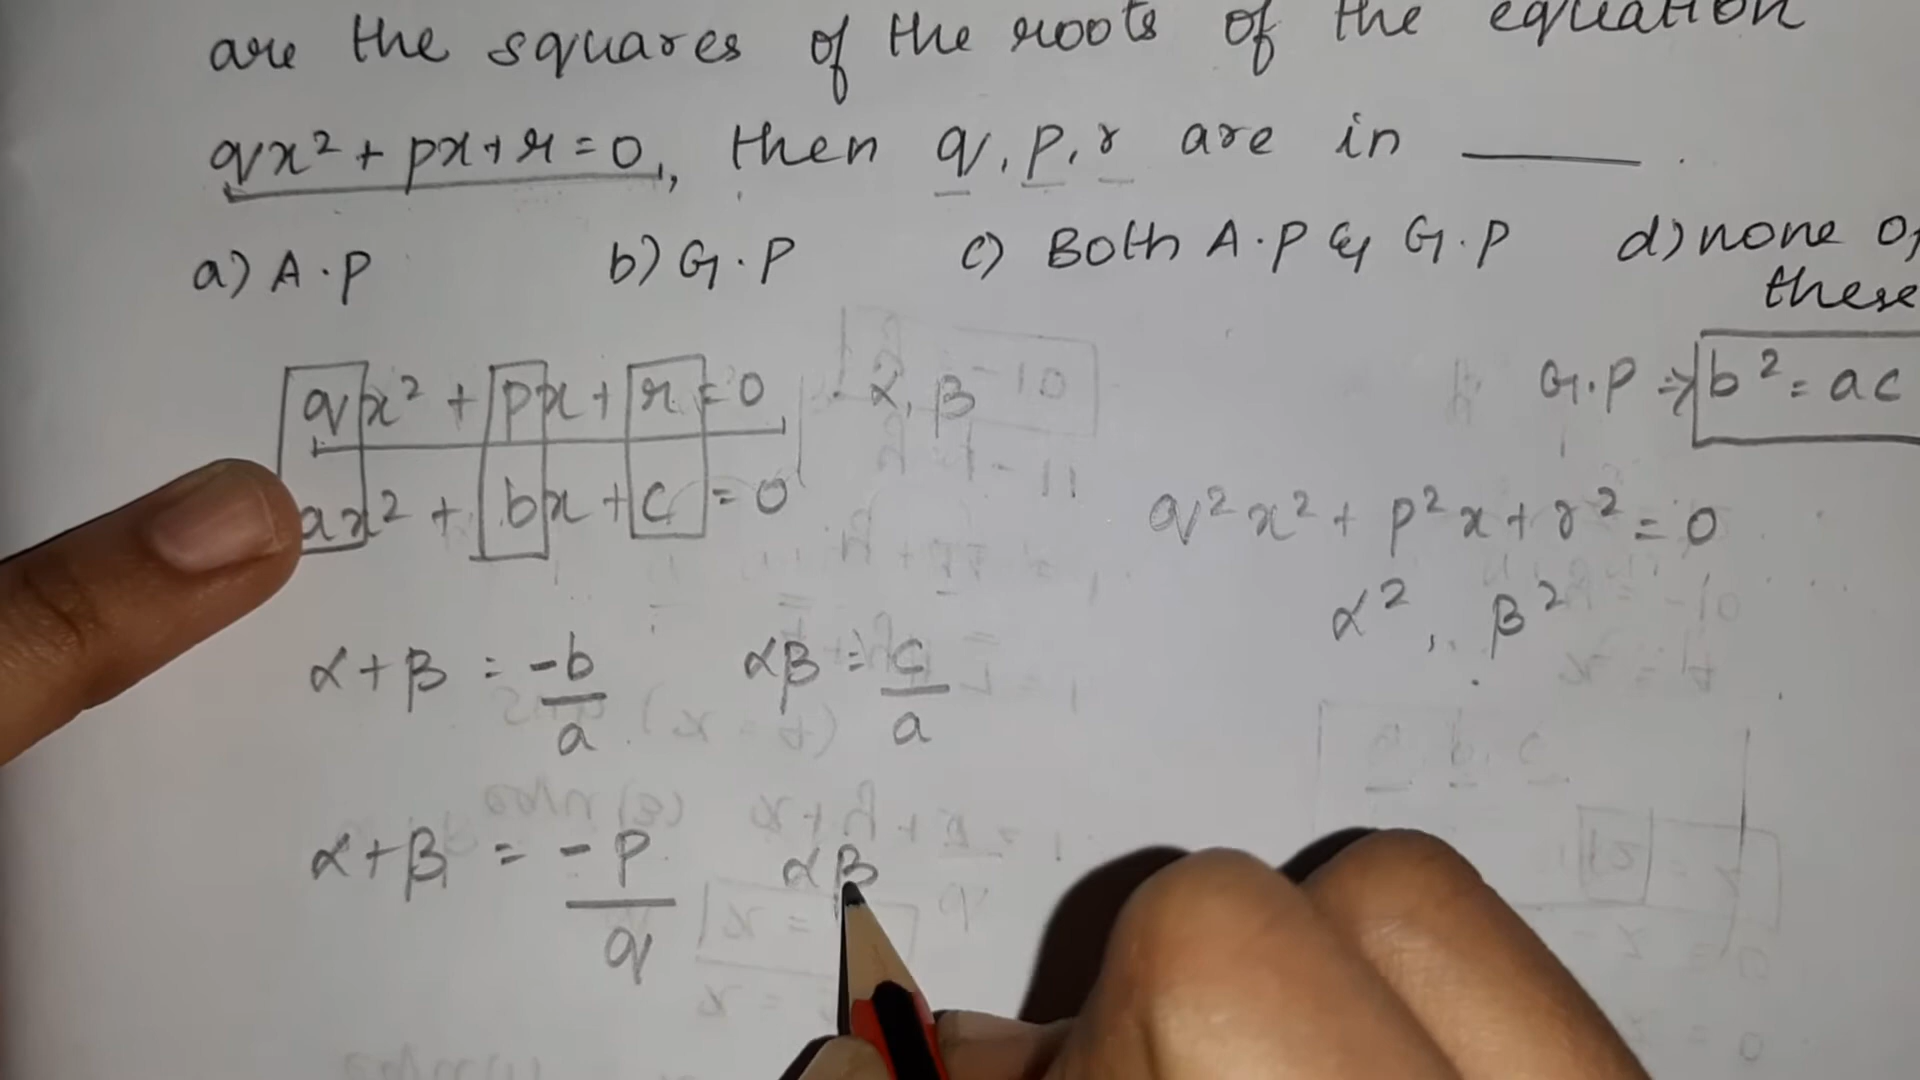 are the squares of the roots of the equation
qx² + px + r = 0, then q, p, r are in ______ .
a) A.P b) G.P c) Both A.P & G.P d) none of
these
qx² + px + r = 0 α, β
G.P ⇒ b² = ac
ax² + bx + c = 0
q²x² + p²x + r² = 0
α², β²
α + β = -b/a αβ = c/a
α + β = -p/q αβ